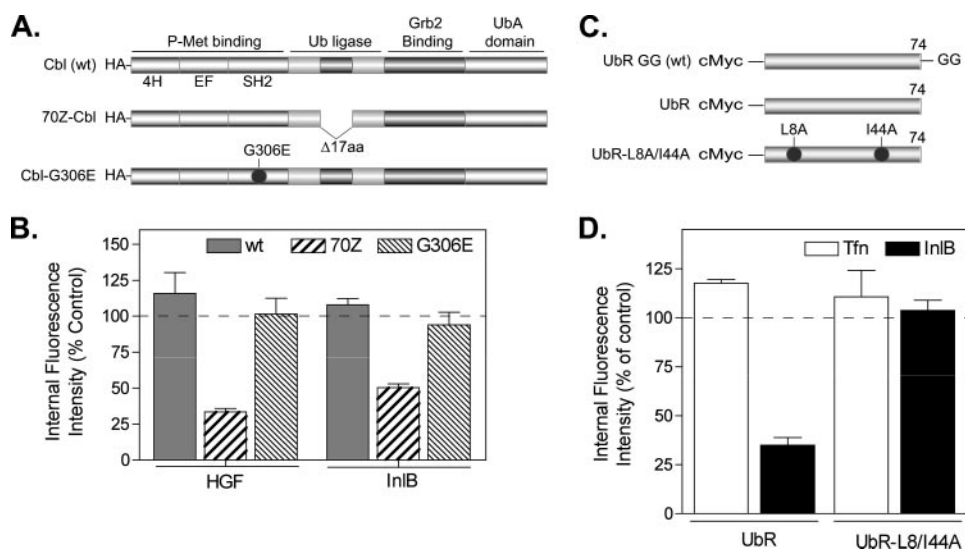 A.
P-Met binding Ub ligase Grb2 Binding UbA domain
Cbl (wt) HA
4H EF SH2
70Z-Cbl HA
Δ17aa
G306E
Cbl-G306E HA
B.
wt 70Z G306E
Internal Fluorescence Intensity (% Control)
150
125
100
75
50
25
0
HGF InlB
C.
74
UbR GG (wt) cMyc GG
74
UbR cMyc
L8A I44A 74
UbR-L8A/I44A cMyc
D.
Tfn InlB
Internal Fluorescence Intensity (% of control)
125
100
75
50
25
0
UbR UbR-L8/I44A